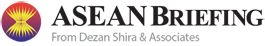 ASEAN BRIEFING
From Dezan Shira & Associates